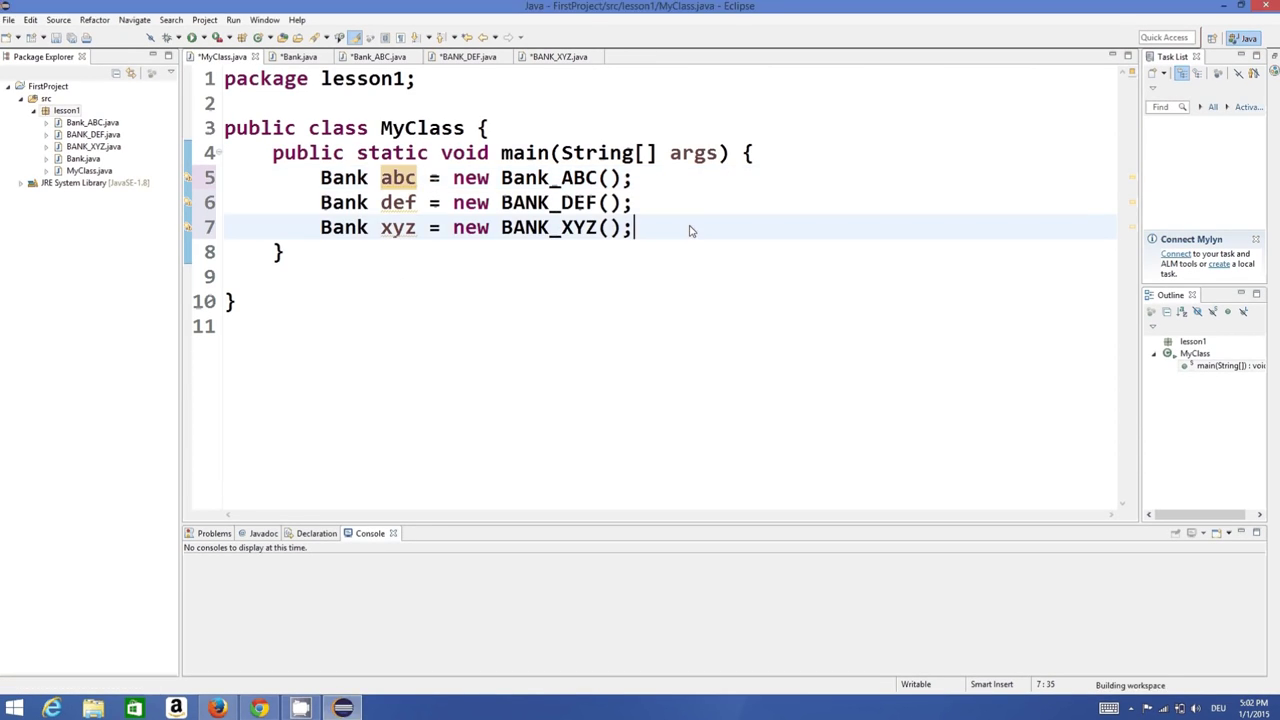 Java - FirstProject/src/lesson1/MyClass.java - Eclipse
File Edit Source Refactor Navigate Search Project Run Window Help
Quick Access
Java
Package Explorer
*MyClass.java
*Bank.java
*Bank_ABC.java
*BANK_DEF.java
*BANK_XYZ.java
Task List
FirstProject
src
lesson1
Bank_ABC.java
BANK_DEF.java
BANK_XYZ.java
Bank.java
MyClass.java
JRE System Library [JavaSE-1.8]
1 package lesson1;
2
3 public class MyClass {
4 public static void main(String[] args) {
5 Bank abc = new Bank_ABC();
6 Bank def = new BANK_DEF();
7 Bank xyz = new BANK_XYZ();
8 }
9
10 }
11
Find All Activa...
Connect Mylyn
Connect to your task and
ALM tools or create a local
task.
Outline
lesson1
MyClass
main(String[]) : voi
Problems Javadoc Declaration Console
No consoles to display at this time.
Writable Smart Insert 7 : 35 Building workspace
DEU
5:02 PM
1/1/2015